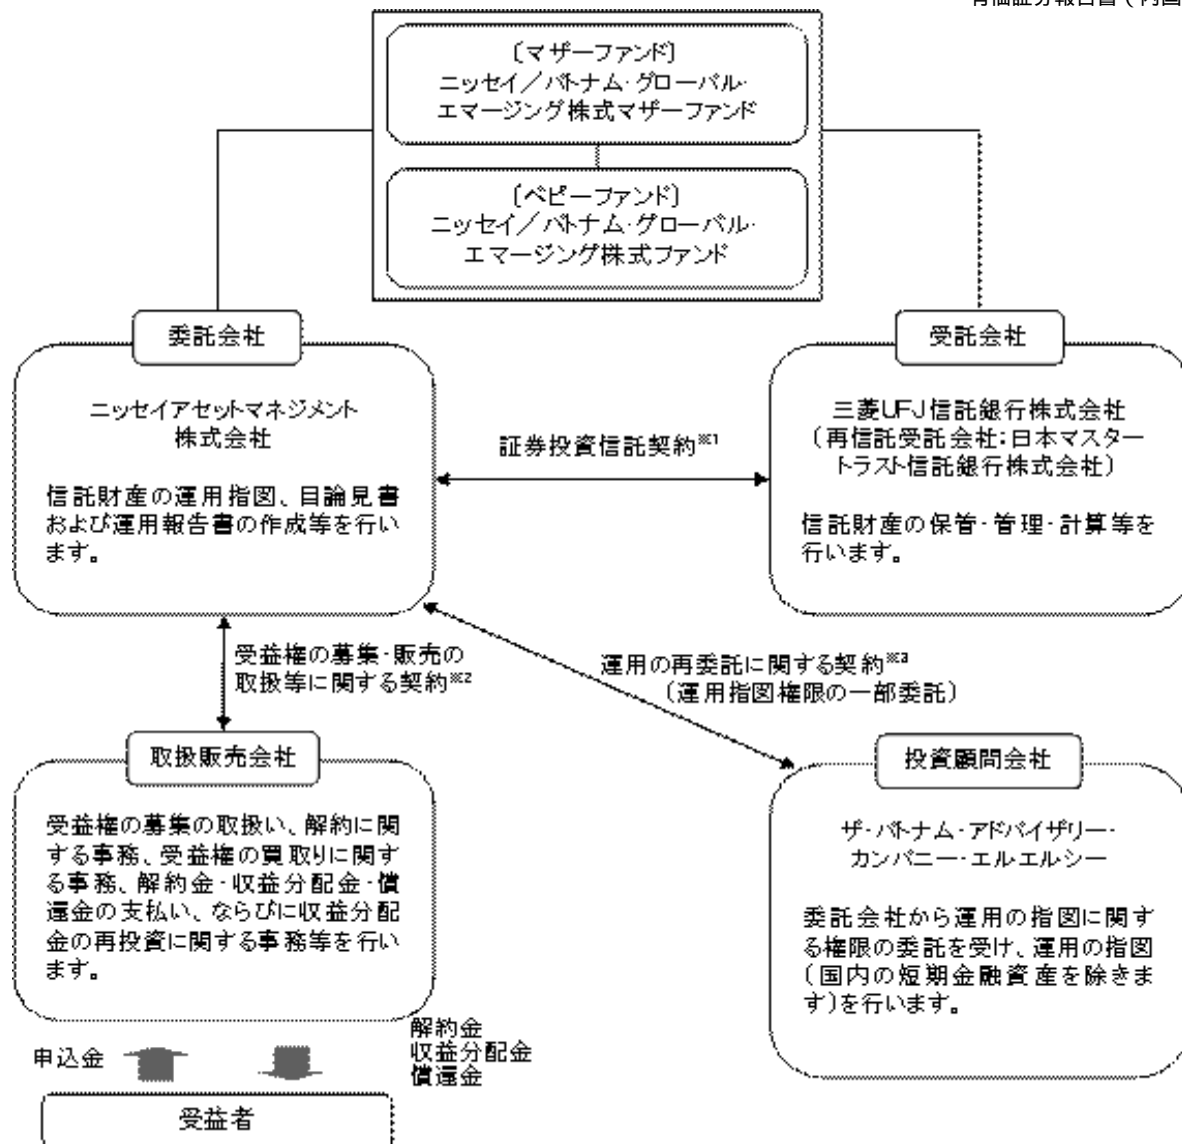 〔マザーファンド〕
ニッセイ／パトナム・グローバル・
エマージング株式マザーファンド
〔ベビーファンド〕
ニッセイ／パトナム・グローバル・
エマージング株式ファンド
委託会社
ニッセイアセットマネジメント
株式会社
信託財産の運用指図、目論見書
および運用報告書の作成等を行い
ます。
証券投資信託契約※1
受託会社
三菱UFJ信託銀行株式会社
（再信託受託会社：日本マスター
トラスト信託銀行株式会社）
信託財産の保管・管理・計算等を
行います。
受益権の募集・販売の
取扱等に関する契約※2
運用の再委託に関する契約※3
（運用指図権限の一部委託）
取扱販売会社
受益権の募集の取扱い、解約に関
する事務、受益権の買取りに関す
る事務、解約金・収益分配金・償
還金の支払い、ならびに収益分配
金の再投資に関する事務等を行い
ます。
投資顧問会社
ザ・パトナム・アドバイザリー・
カンパニー・エルエルシー
委託会社から運用の指図に関す
る権限の委託を受け、運用の指図
（国内の短期金融資産を除きま
す）を行います。
申込金
解約金
収益分配金
償還金
受益者